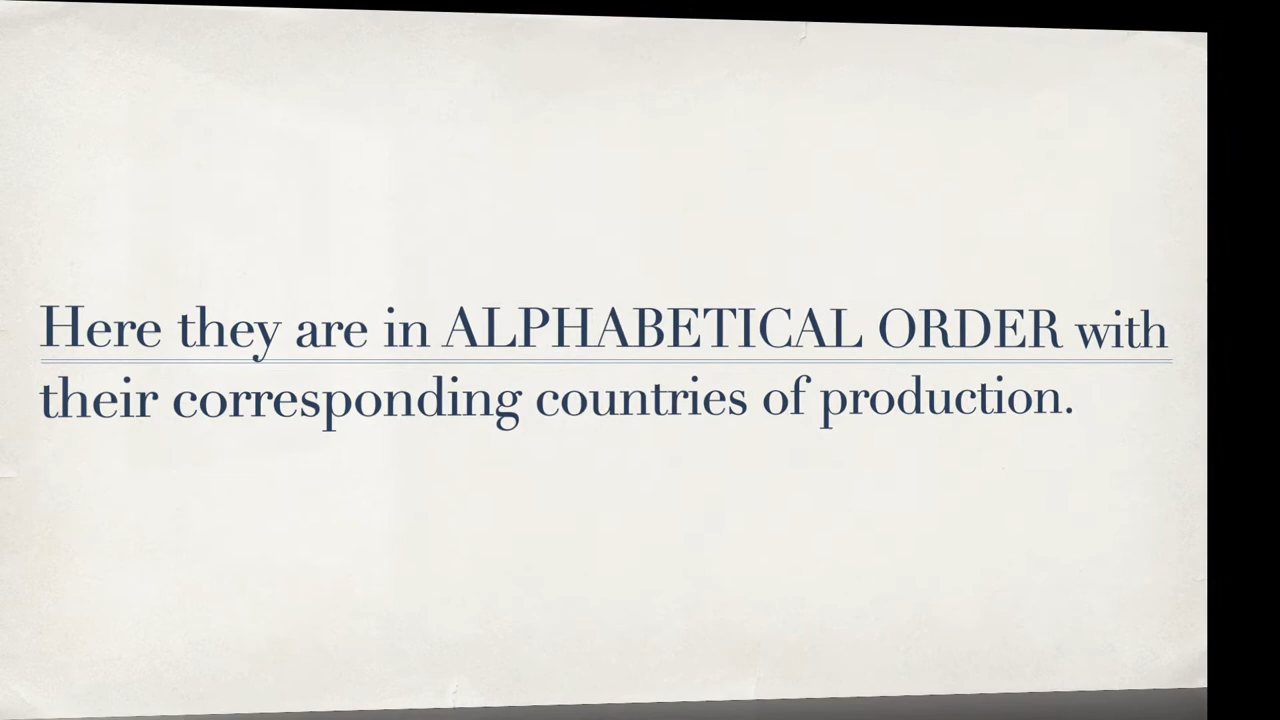 Here they are in ALPHABETICAL ORDER with
their corresponding countries of production.